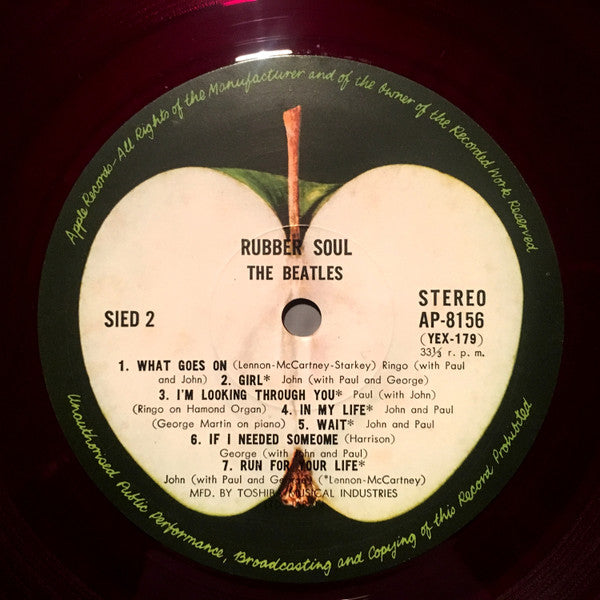 Apple Records-All Rights of the Manufacturer and of the Owner of the Recorded Work Reserved
RUBBER SOUL
THE BEATLES
SIED 2
STEREO
AP-8156
(YEX-179)
33⅓ r. p. m.
1. WHAT GOES ON (Lennon-McCartney-Starkey) Ringo (with Paul
and John) 2. GIRL* John (with Paul and George)
3. I'M LOOKING THROUGH YOU* Paul (with John)
(Ringo on Hamond Organ) 4. IN MY LIFE* John and Paul
(George Martin on piano) 5. WAIT* John and Paul
6. IF I NEEDED SOMEONE (Harrison)
George (with John and Paul)
7. RUN FOR YOUR LIFE*
John (with Paul and George) (*Lennon-McCartney)
MFD. BY TOSHIBA MUSICAL INDUSTRIES
Unauthorised Public Performance, Broadcasting and Copying of this Record Prohibited